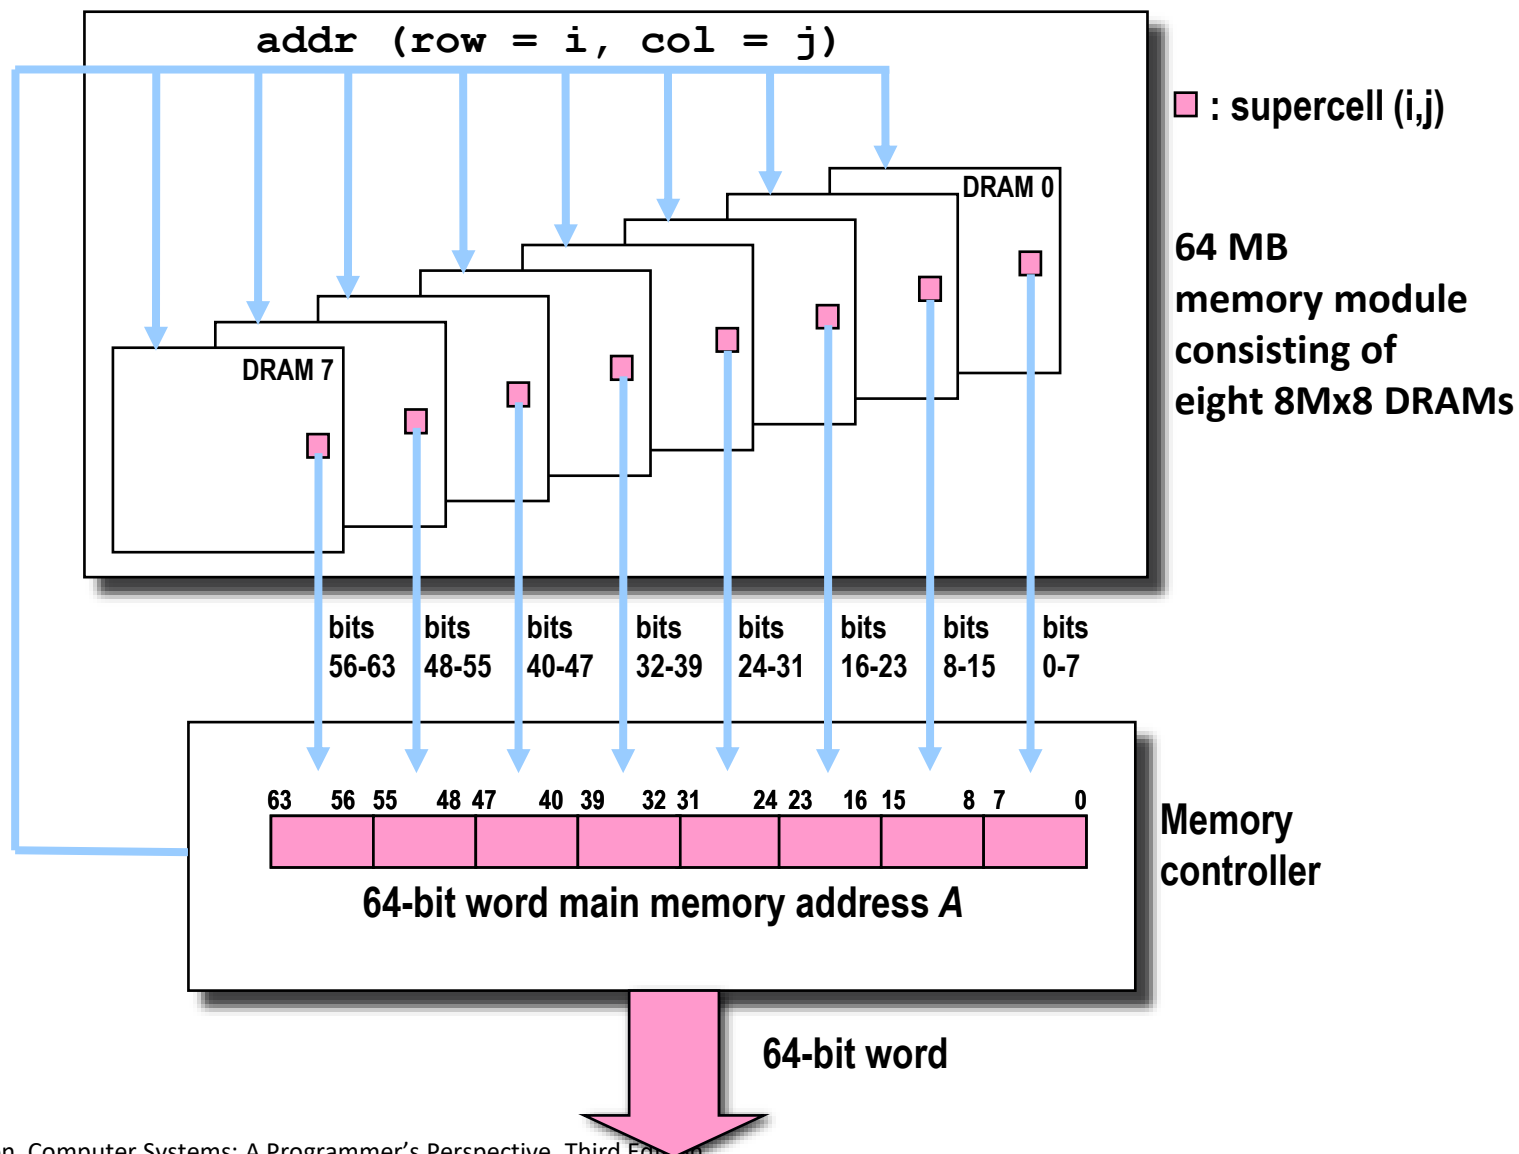 addr (row = i, col = j)
: supercell (i,j)
DRAM 0
64 MB
memory module
consisting of
eight 8Mx8 DRAMs
DRAM 7
bits bits bits bits bits bits bits bits
56-63 48-55 40-47 32-39 24-31 16-23 8-15 0-7
63 56 55 48 47 40 39 32 31 24 23 16 15 8 7 0
Memory
controller
64-bit word main memory address A
64-bit word
Computer Systems: A Programmer's Perspective, Third